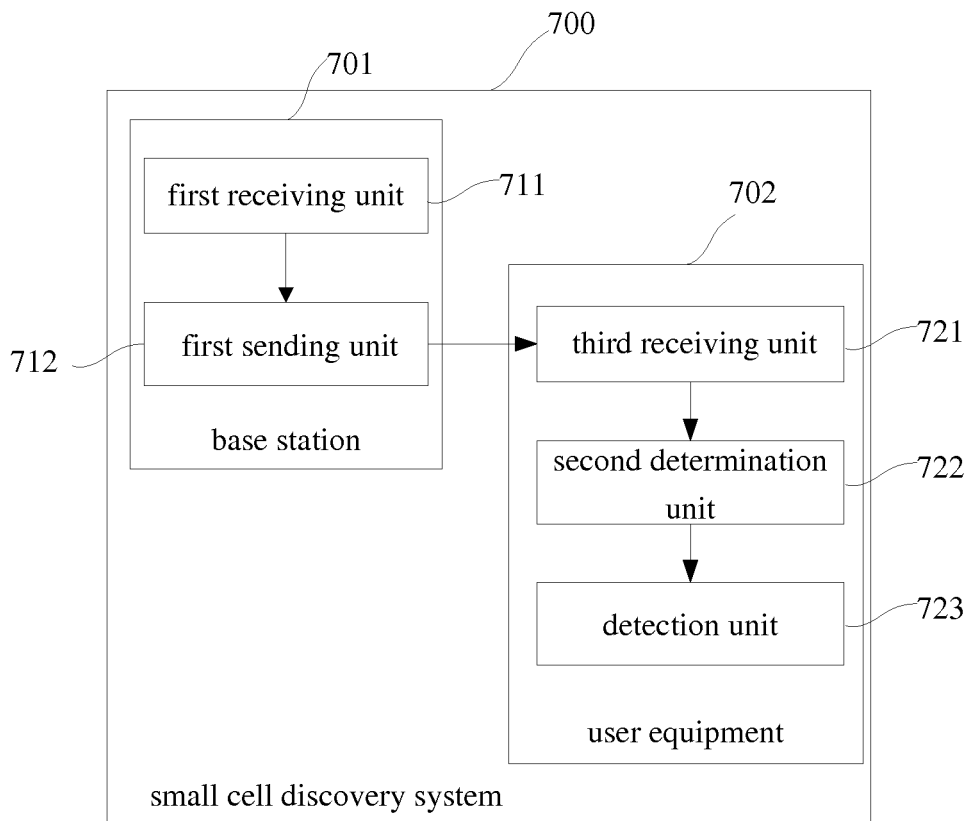 700
701
first receiving unit
711
702
712
first sending unit
third receiving unit
721
base station
second determination
unit
722
detection unit
723
user equipment
small cell discovery system